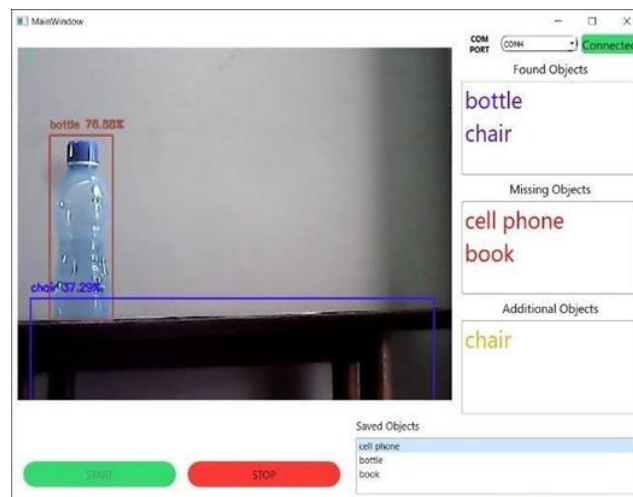 MainWindow
COM
PORT
COM4
Connected
Found Objects
bottle
chair
Missing Objects
cell phone
book
Additional Objects
chair
bottle 76.88%
chair 37.29%
Saved Objects
cell phone
bottle
book
START
STOP